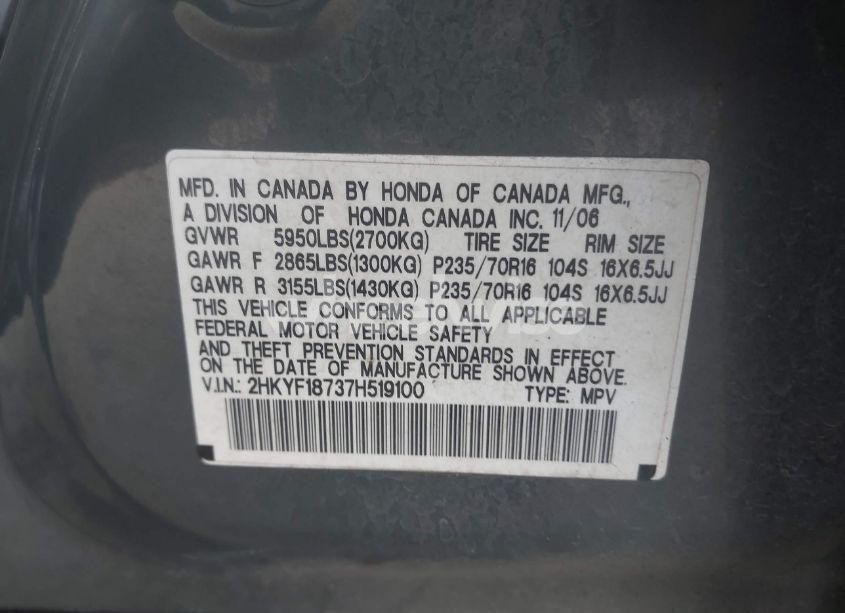 MFD. IN CANADA BY HONDA OF CANADA MFG.,
A DIVISION OF HONDA CANADA INC. 11/06
GVWR 5950LBS(2700KG) TIRE SIZE RIM SIZE
GAWR F 2865LBS(1300KG) P235/70R16 104S 16X6.5JJ
GAWR R 3155LBS(1430KG) P235/70R16 104S 16X6.5JJ
THIS VEHICLE CONFORMS TO ALL APPLICABLE
FEDERAL MOTOR VEHICLE SAFETY
AND THEFT PREVENTION STANDARDS IN EFFECT
ON THE DATE OF MANUFACTURE SHOWN ABOVE.
V.I.N.: 2HKYF18737H519100 TYPE: MPV